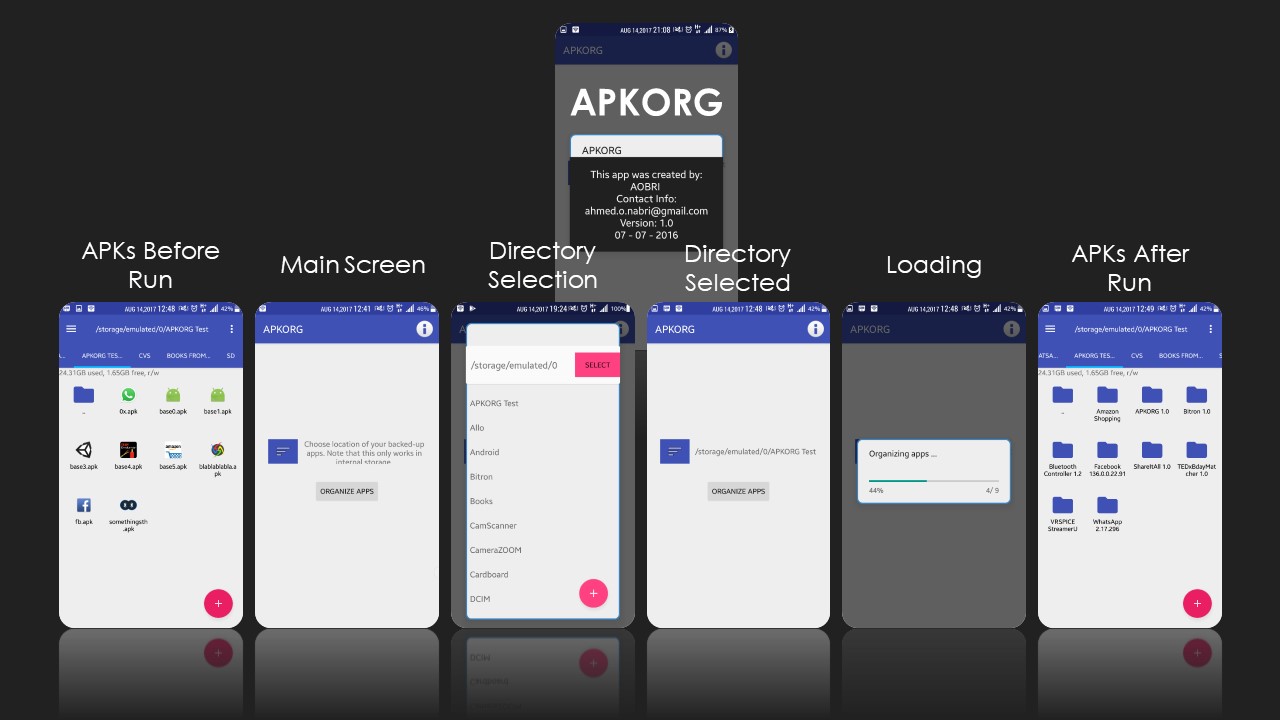 AUG 14,2017 21:08 87%
APKORG
APKORG
APKORG
This app was created by:
AOBRI
Contact Info:
ahmed.o.nabri@gmail.com
Version: 1.0
07 - 07 - 2016
APKs Before
Run
AUG 14,2017 12:48 42%
/storage/emulated/0/APKORG Test
APKORG TES... CVS BOOKS FROM... SD
24.31GB used, 1.65GB free, r/w
.. 0x.apk base0.apk base1.apk
base3.apk base4.apk base5.apk blablablabla.a
pk
fb.apk somethingsth
.apk
+
Main Screen
AUG 14,2017 12:41 46%
APKORG
Choose location of your backed-up
apps. Note that this only works in
internal storage
ORGANIZE APPS
Directory
Selection
AUG 14,2017 19:24 100%
/storage/emulated/0 SELECT
APKORG Test
Allo
Android
Bitron
Books
CamScanner
CameraZOOM
Cardboard
DCIM
+
Directory
Selected
AUG 14,2017 12:48 42%
APKORG
/storage/emulated/0/APKORG Test
ORGANIZE APPS
Loading
AUG 14,2017 12:48 42%
APKORG
Organizing apps ...
44% 4/ 9
APKs After
Run
AUG 14,2017 12:49 42%
/storage/emulated/0/APKORG Test
ATSA... APKORG TES... CVS BOOKS FROM... S
24.31GB used, 1.65GB free, r/w
.. Amazon
Shopping
APKORG 1.0 Bitron 1.0
Bluetooth
Controller 1.2
Facebook
136.0.0.22.91
ShareItAll 1.0
TEDxBdayMat
cher 1.0
VRSPICE
StreamerU
WhatsApp
2.17.296
+